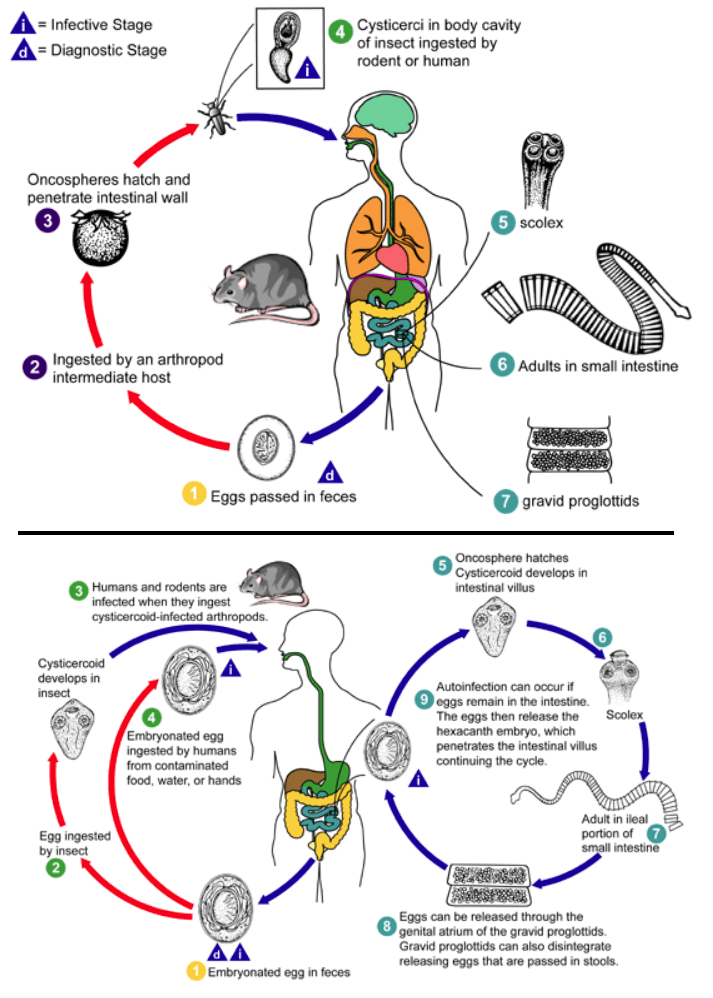 i = Infective Stage
d = Diagnostic Stage
4 Cysticerci in body cavity
of insect ingested by
rodent or human
i
Oncospheres hatch and
penetrate intestinal wall
3
5 scolex
2 Ingested by an arthropod
intermediate host
6 Adults in small intestine
d
1 Eggs passed in feces
7 gravid proglottids
3 Humans and rodents are
infected when they ingest
cysticercoid-infected arthropods.
5 Oncosphere hatches
Cysticercoid develops in
intestinal villus
Cysticercoid
develops in
insect
i
4
Embryonated egg
ingested by humans
from contaminated
food, water, or hands
6
Scolex
9 Autoinfection can occur if
eggs remain in the intestine.
The eggs then release the
hexacanth embryo, which
penetrates the intestinal villus
continuing the cycle.
i
Egg ingested
by insect
2
Adult in ileal
portion of
small intestine
7
d i
1 Embryonated egg in feces
8 Eggs can be released through the
genital atrium of the gravid proglottids.
Gravid proglottids can also disintegrate
releasing eggs that are passed in stools.